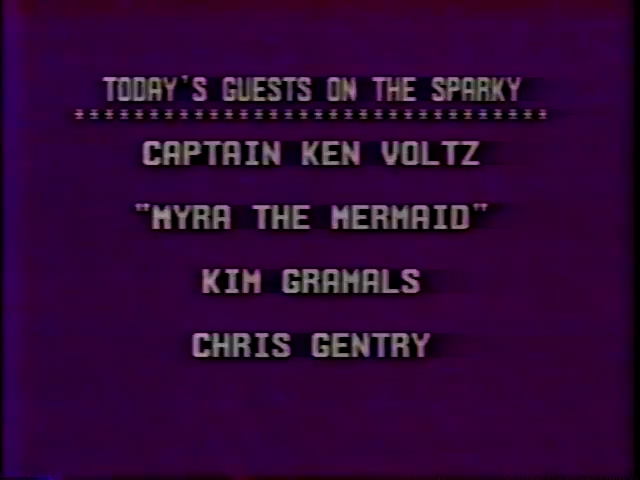 TODAY'S GUESTS ON THE SPARKY
*********************************
CAPTAIN KEN VOLTZ
"MYRA THE MERMAID"
KIM GRAMALS
CHRIS GENTRY